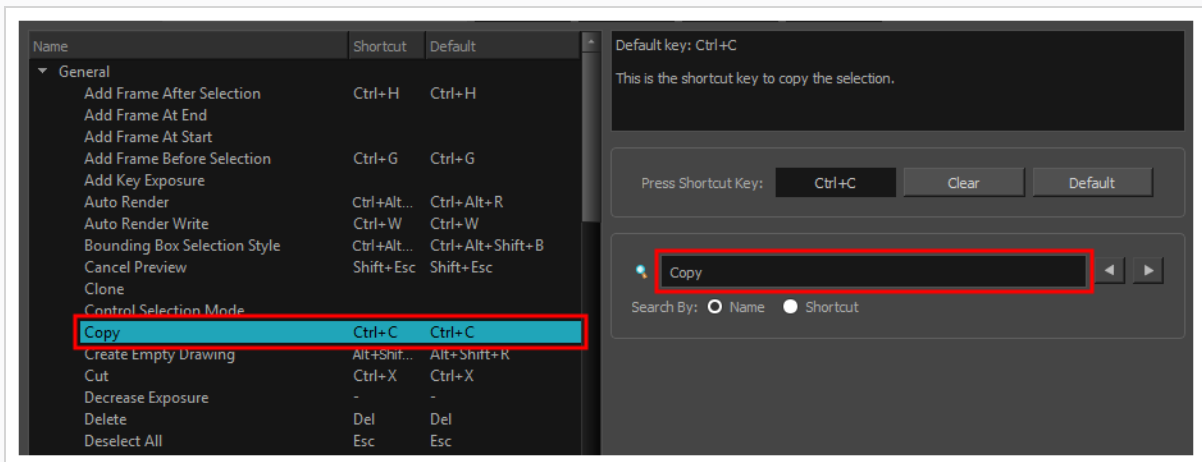 Name Shortcut Default
General
Add Frame After Selection Ctrl+H Ctrl+H
Add Frame At End
Add Frame At Start
Add Frame Before Selection Ctrl+G Ctrl+G
Add Key Exposure
Auto Render Ctrl+Alt... Ctrl+Alt+R
Auto Render Write Ctrl+W Ctrl+W
Bounding Box Selection Style Ctrl+Alt... Ctrl+Alt+Shift+B
Cancel Preview Shift+Esc Shift+Esc
Clone
Control Selection Mode
Copy Ctrl+C Ctrl+C
Create Empty Drawing Alt+Shif... Alt+Shift+R
Cut Ctrl+X Ctrl+X
Decrease Exposure - -
Delete Del Del
Deselect All Esc Esc
Default key: Ctrl+C
This is the shortcut key to copy the selection.
Press Shortcut Key: Ctrl+C Clear Default
Copy
Search By: Name Shortcut